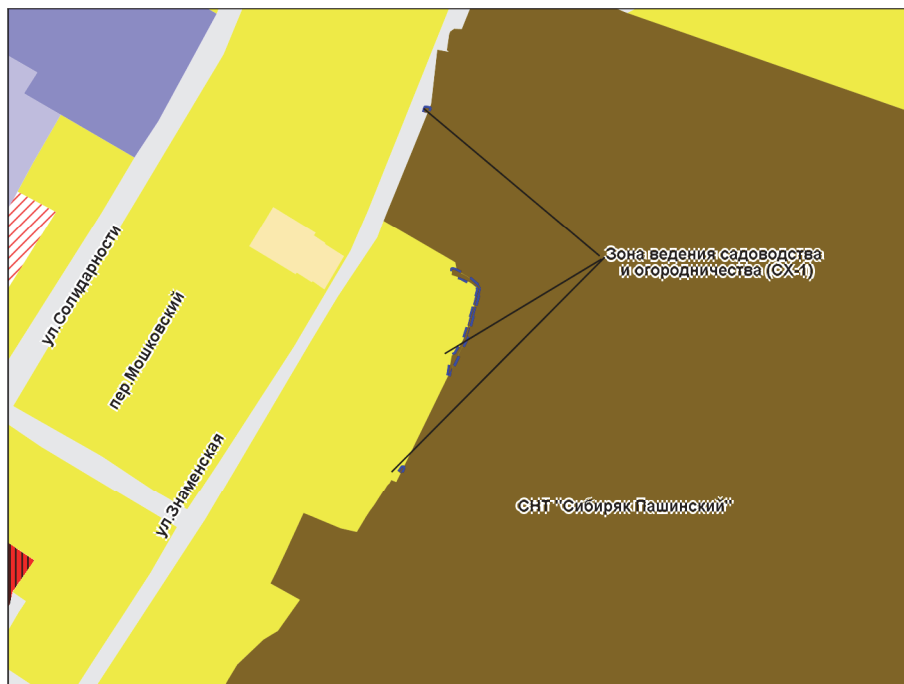 ул.Солидарности
пер.Мошковский
ул.Знаменская
Зона ведения садоводства
и огородничества (СХ-1)
СНТ "Сибиряк Пашинский"